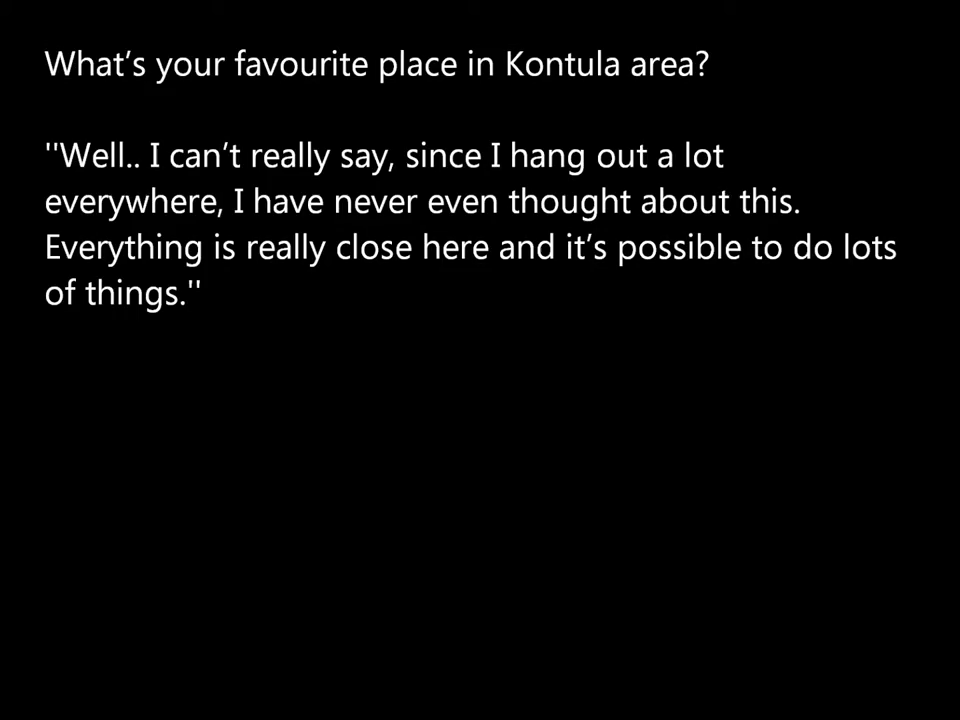 What’s your favourite place in Kontula area?
''Well.. I can’t really say, since I hang out a lot
everywhere, I have never even thought about this.
Everything is really close here and it’s possible to do lots
of things.''